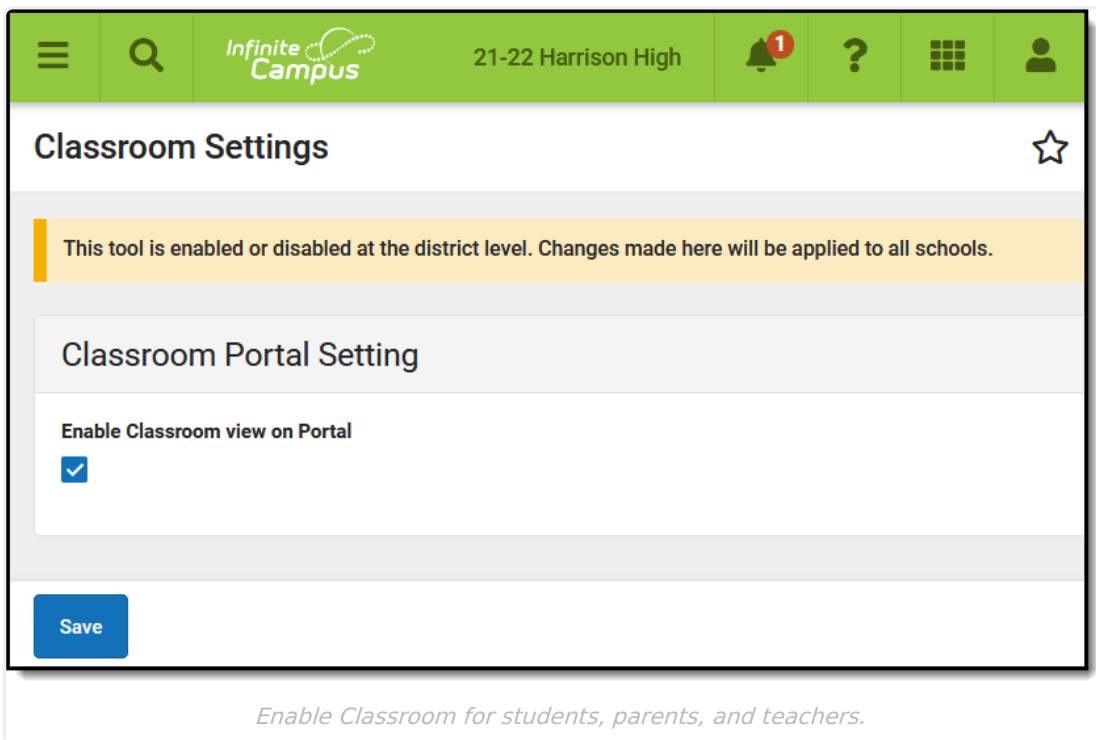 Infinite
Campus
21-22 Harrison High
1
?
Classroom Settings
This tool is enabled or disabled at the district level. Changes made here will be applied to all schools.
Classroom Portal Setting
Enable Classroom view on Portal
Save
Enable Classroom for students, parents, and teachers.